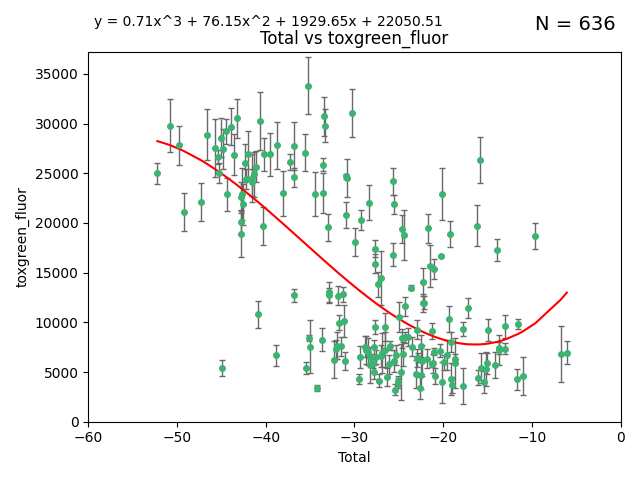 y = 0.71x^3 + 76.15x^2 + 1929.65x + 22050.51
N = 636
Total vs toxgreen_fluor
35000
30000
25000
20000
15000
10000
5000
0
toxgreen_fluor
−60 −50 −40 −30 −20 −10 0
Total